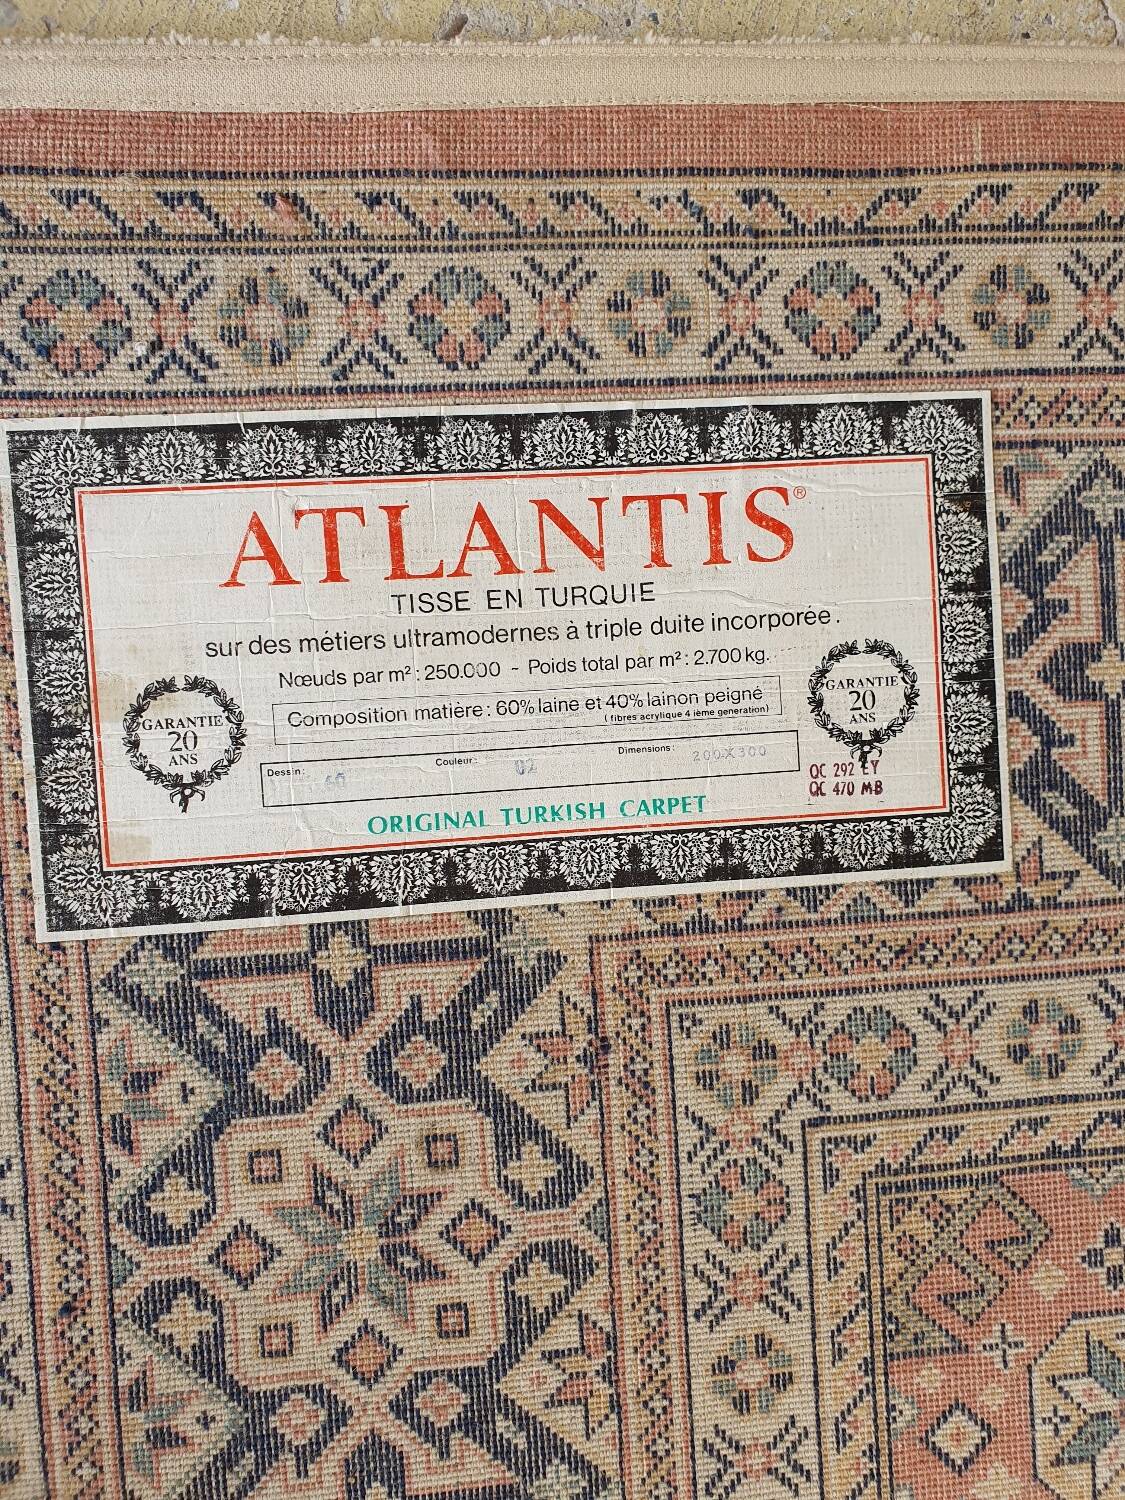 ATLANTIS®
TISSE EN TURQUIE
sur des métiers ultramodernes à triple duite incorporée.
Nœuds par m² : 250.000 - Poids total par m² : 2.700 kg.
Composition matière : 60% laine et 40% lainon peigné
( fibres acrylique 4 ième generation)
GARANTIE
20
ANS
GARANTIE
20
ANS
Dessin: 60 Couleur: 02 Dimensions: 200X300
QC 292 EY
QC 470 MB
ORIGINAL TURKISH CARPET